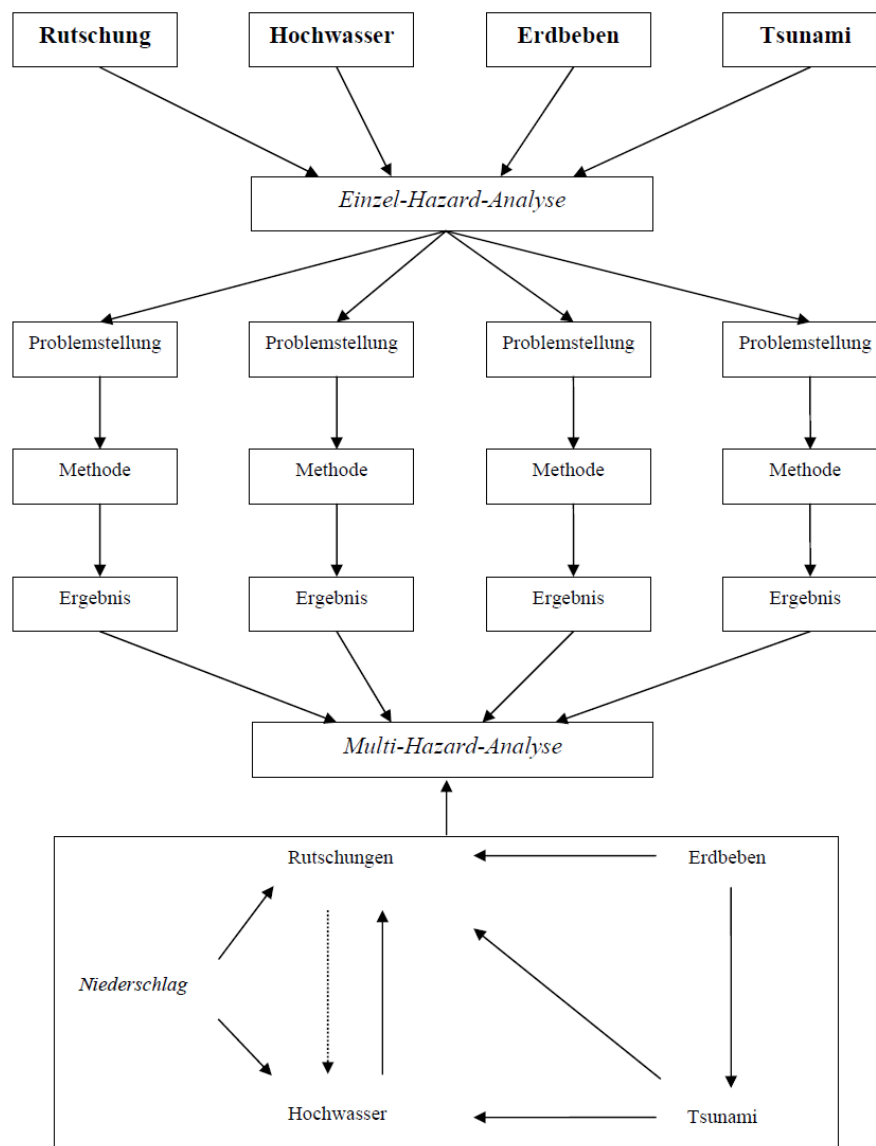 Rutschung
Hochwasser
Erdbeben
Tsunami
Einzel-Hazard-Analyse
Problemstellung
Problemstellung
Problemstellung
Problemstellung
Methode
Methode
Methode
Methode
Ergebnis
Ergebnis
Ergebnis
Ergebnis
Multi-Hazard-Analyse
Rutschungen
Erdbeben
Niederschlag
Hochwasser
Tsunami